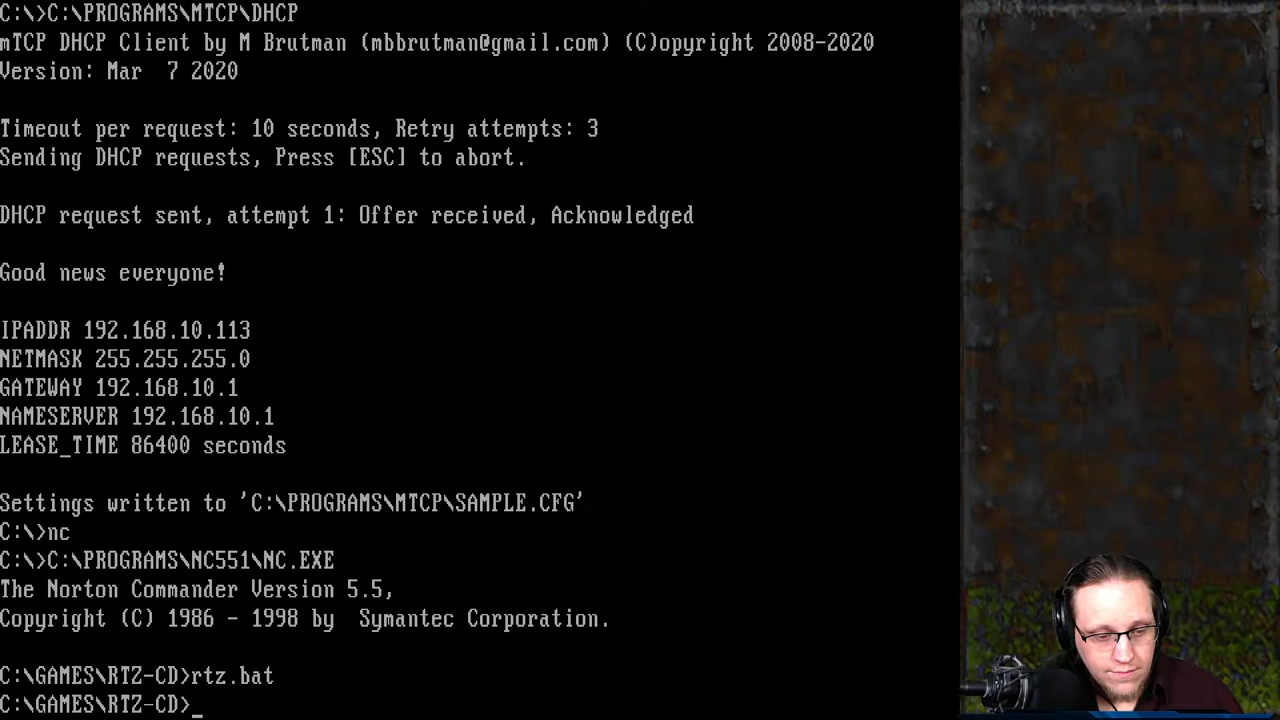 C:\>C:\PROGRAMS\MTCP\DHCP
mTCP DHCP Client by M Brutman (mbbrutman@gmail.com) (C)opyright 2008-2020
Version: Mar  7 2020
Timeout per request: 10 seconds, Retry attempts: 3
Sending DHCP requests, Press [ESC] to abort.
DHCP request sent, attempt 1: Offer received, Acknowledged
Good news everyone!
IPADDR 192.168.10.113
NETMASK 255.255.255.0
GATEWAY 192.168.10.1
NAMESERVER 192.168.10.1
LEASE_TIME 86400 seconds
Settings written to 'C:\PROGRAMS\MTCP\SAMPLE.CFG'
C:\>nc
C:\>C:\PROGRAMS\NC551\NC.EXE
The Norton Commander Version 5.5,
Copyright (C) 1986 - 1998 by  Symantec Corporation.
C:\GAMES\RTZ-CD>rtz.bat
C:\GAMES\RTZ-CD>_